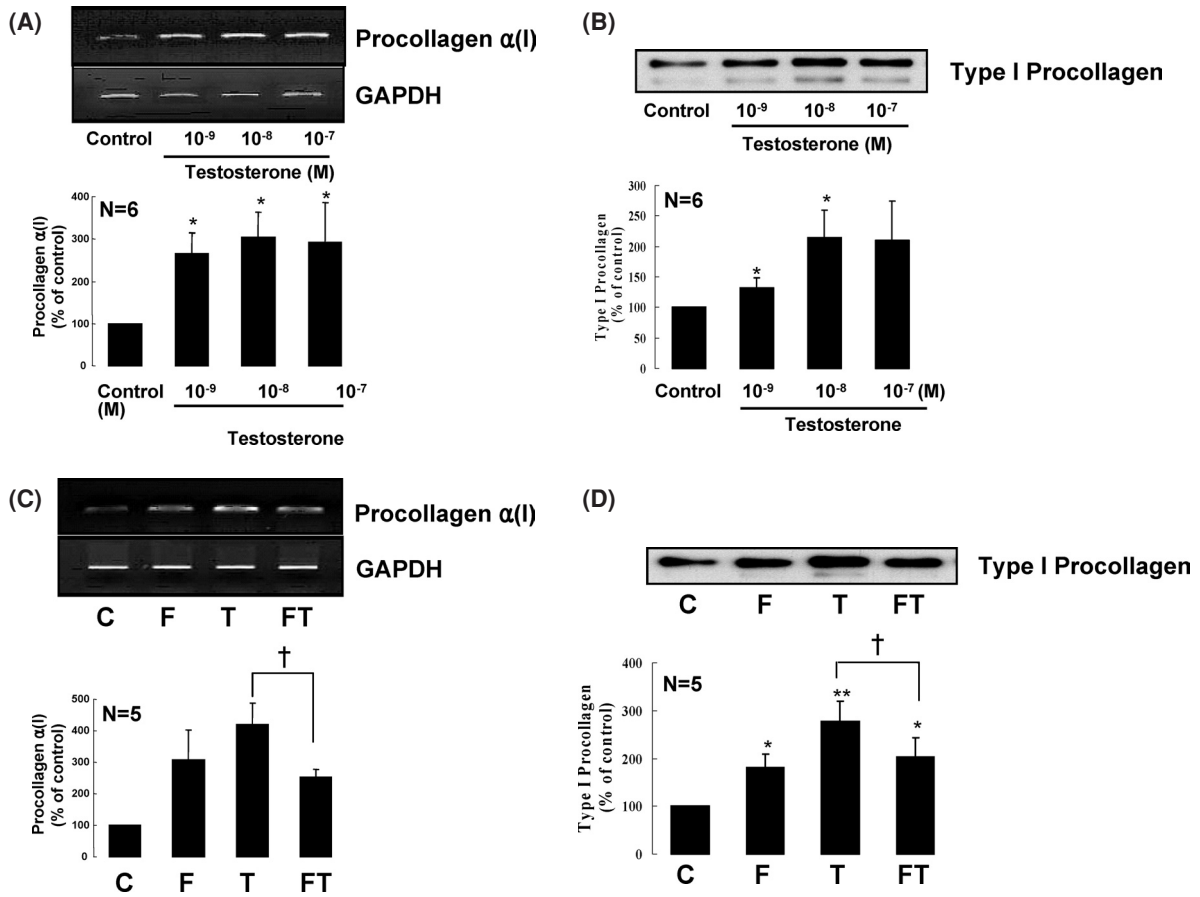 (A)
Procollagen α(I)
GAPDH
Control 10⁻⁹ 10⁻⁸ 10⁻⁷
Testosterone (M)
Procollagen α(I)
(% of control)
400
300
200
100
0
N=6
* * *
Control 10⁻⁹ 10⁻⁸ 10⁻⁷
(M)
Testosterone
(B)
Type I Procollagen
Control 10⁻⁹ 10⁻⁸ 10⁻⁷
Testosterone (M)
Type I Procollagen
(% of control)
300
250
200
150
100
50
0
N=6
* *
Control 10⁻⁹ 10⁻⁸ 10⁻⁷ (M)
Testosterone
(C)
Procollagen α(I)
GAPDH
C F T FT
Procollagen α(I)
(% of control)
500
400
300
200
100
0
N=5
†
C F T FT
(D)
Type I Procollagen
C F T FT
Type I Procollagen
(% of control)
400
300
200
100
0
N=5
†
* ** *
C F T FT